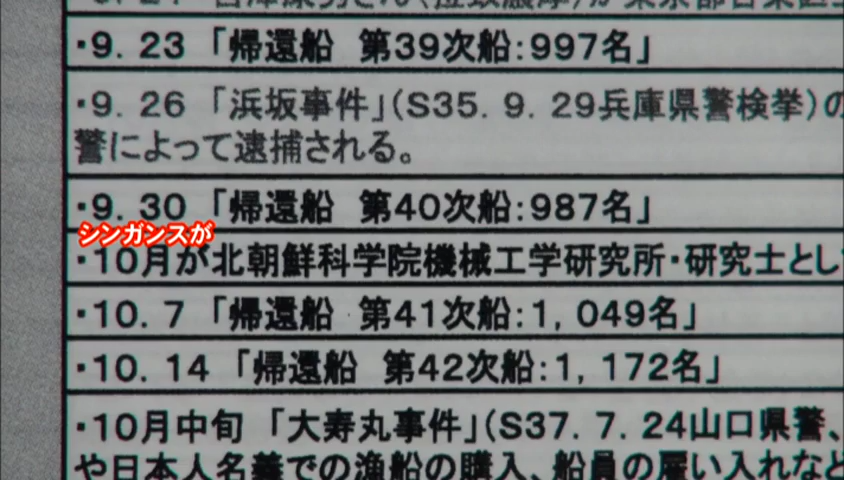 ・9. 23 「帰還船 第39次船:997名」
・9. 26 「浜坂事件」(S35. 9. 29兵庫県警検挙)の
警によって逮捕される。
・9. 30 「帰還船 第40次船:987名」
シンガンスが
・10月が北朝鮮科学院機械工学研究所・研究士とし
・10. 7 「帰還船 第41次船:1, 049名」
・10. 14 「帰還船 第42次船:1, 172名」
・10月中旬 「大寿丸事件」(S37. 7. 24山口県警、
や日本人名義での漁船の購入、船員の雇い入れなど